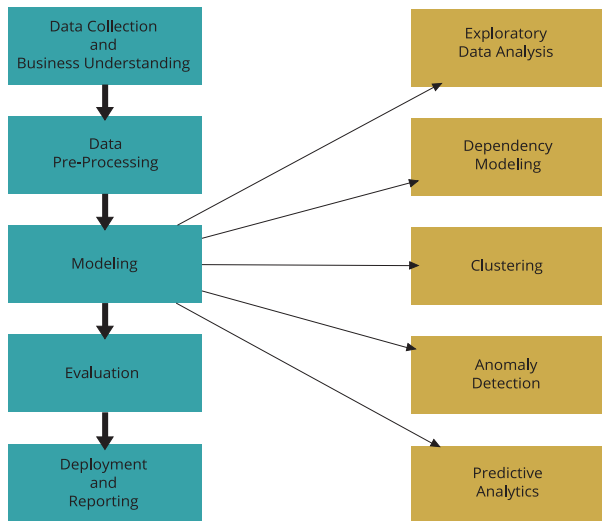 Data Collection
and
Business Understanding
Data
Pre-Processing
Modeling
Evaluation
Deployment
and
Reporting
Exploratory
Data Analysis
Dependency
Modeling
Clustering
Anomaly
Detection
Predictive
Analytics